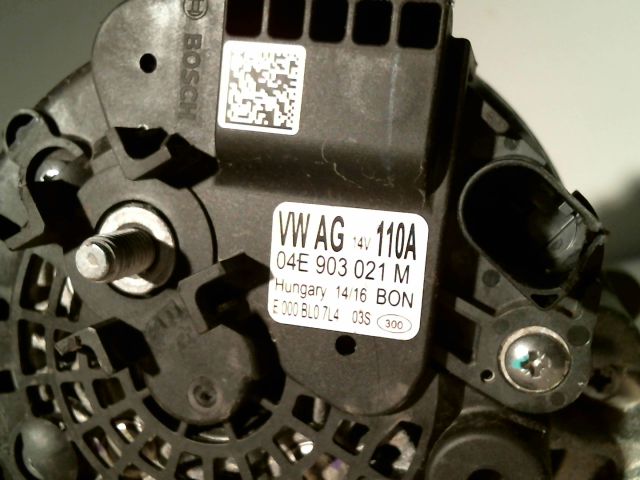 BOSCH
VW AG 14V 110A
04E 903 021 M
Hungary 14/16 BON
E 000 BL0 7L4 03S 300